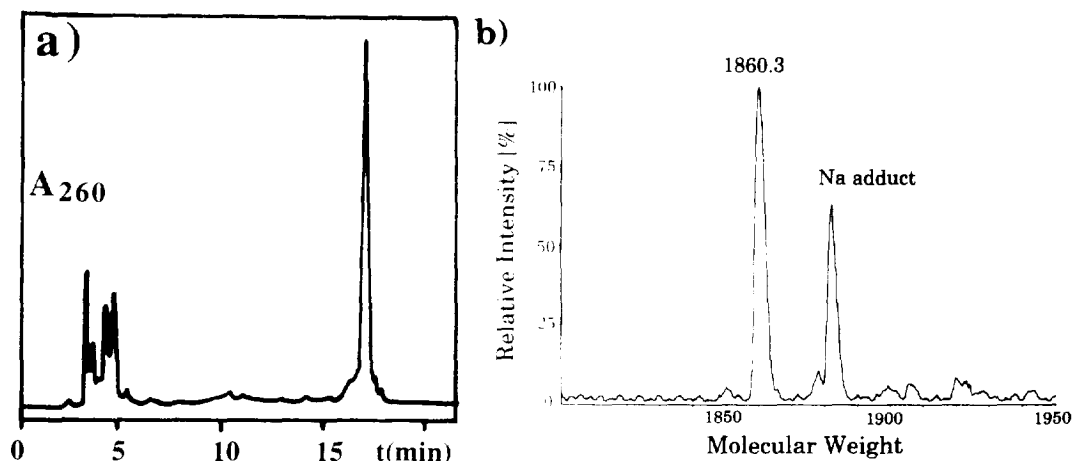 a)
A260
0 5 10 15 t(min)
b)
1860.3
100
75
50
25
0
Relative Intensity [%]
Na adduct
1850 1900 1950
Molecular Weight